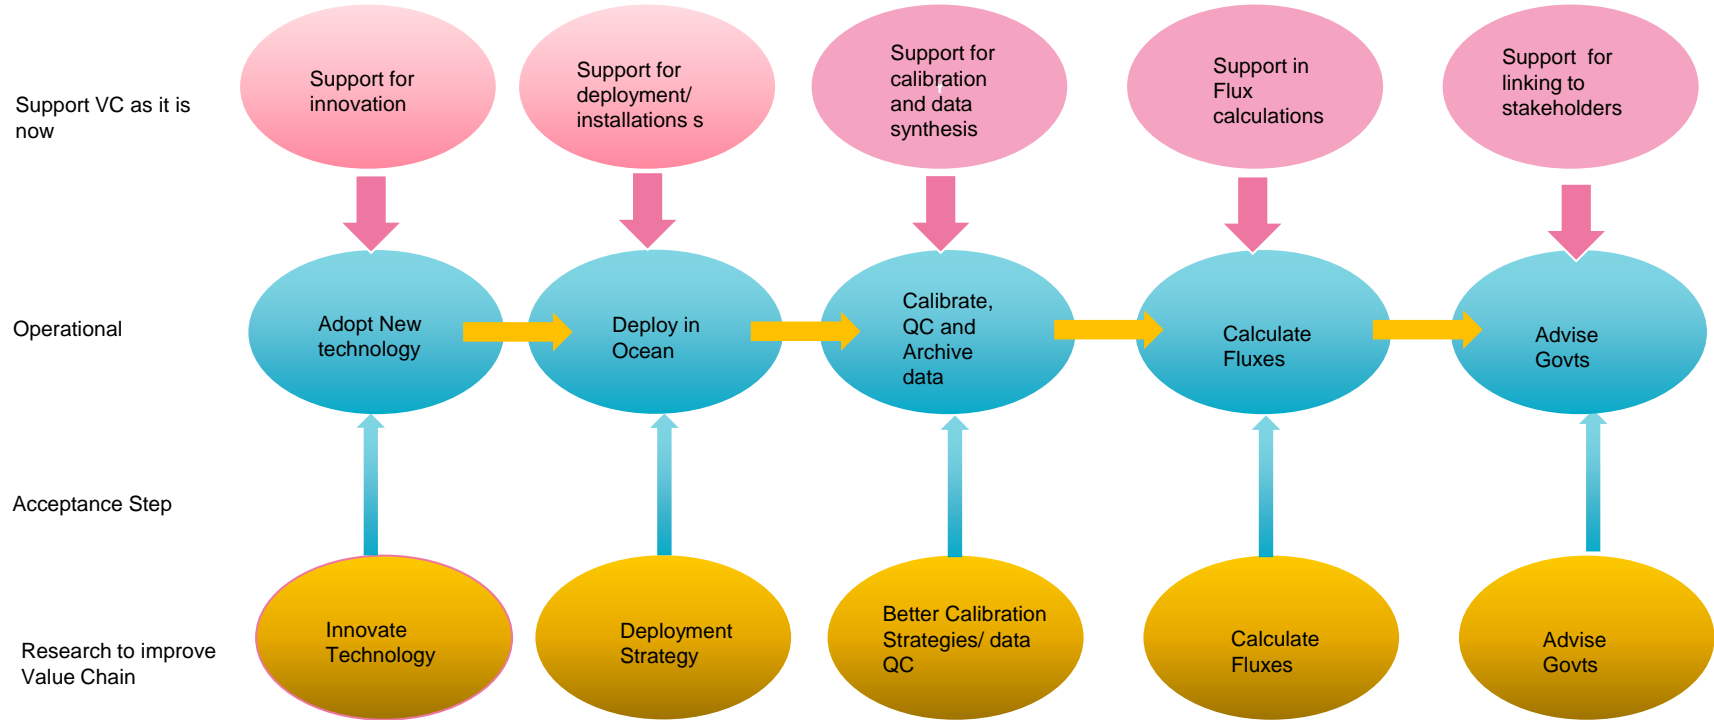 Support VC as it is
now
Support for
innovation
Support for
deployment/
installations s
Support for
calibration
and data
synthesis
Support in
Flux
calculations
Support for
linking to
stakeholders
Operational
Adopt New
technology
Deploy in
Ocean
Calibrate,
QC and
Archive
data
Calculate
Fluxes
Advise
Govts
Acceptance Step
Research to improve
Value Chain
Innovate
Technology
Deployment
Strategy
Better Calibration
Strategies/ data
QC
Calculate
Fluxes
Advise
Govts